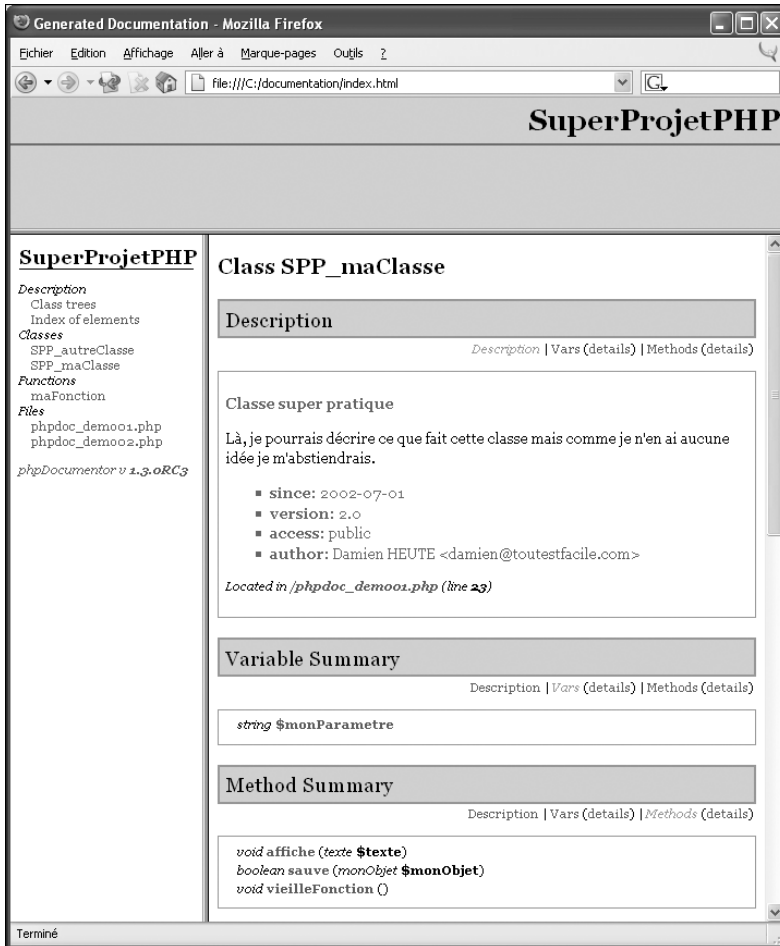 Generated Documentation - Mozilla Firefox
Fichier Edition Affichage Aller à Marque-pages Outils ?
file:///C:/documentation/index.html
G
SuperProjetPHP
SuperProjetPHP
Description
Class trees
Index of elements
Classes
SPP_autreClasse
SPP_maClasse
Functions
maFonction
Files
phpdoc_demo01.php
phpdoc_demo02.php
phpDocumentor v 1.3.0RC3
Class SPP_maClasse
Description
Description | Vars (details) | Methods (details)
Classe super pratique
Là, je pourrais décrire ce que fait cette classe mais comme je n'en ai aucune
idée je m'abstiendrais.
▪ since: 2002-07-01
▪ version: 2.0
▪ access: public
▪ author: Damien HEUTE <damien@toutestfacile.com>
Located in /phpdoc_demo01.php (line 23)
Variable Summary
Description | Vars (details) | Methods (details)
string $monParametre
Method Summary
Description | Vars (details) | Methods (details)
void affiche (texte $texte)
boolean sauve (monObjet $monObjet)
void vieilleFonction ()
Terminé